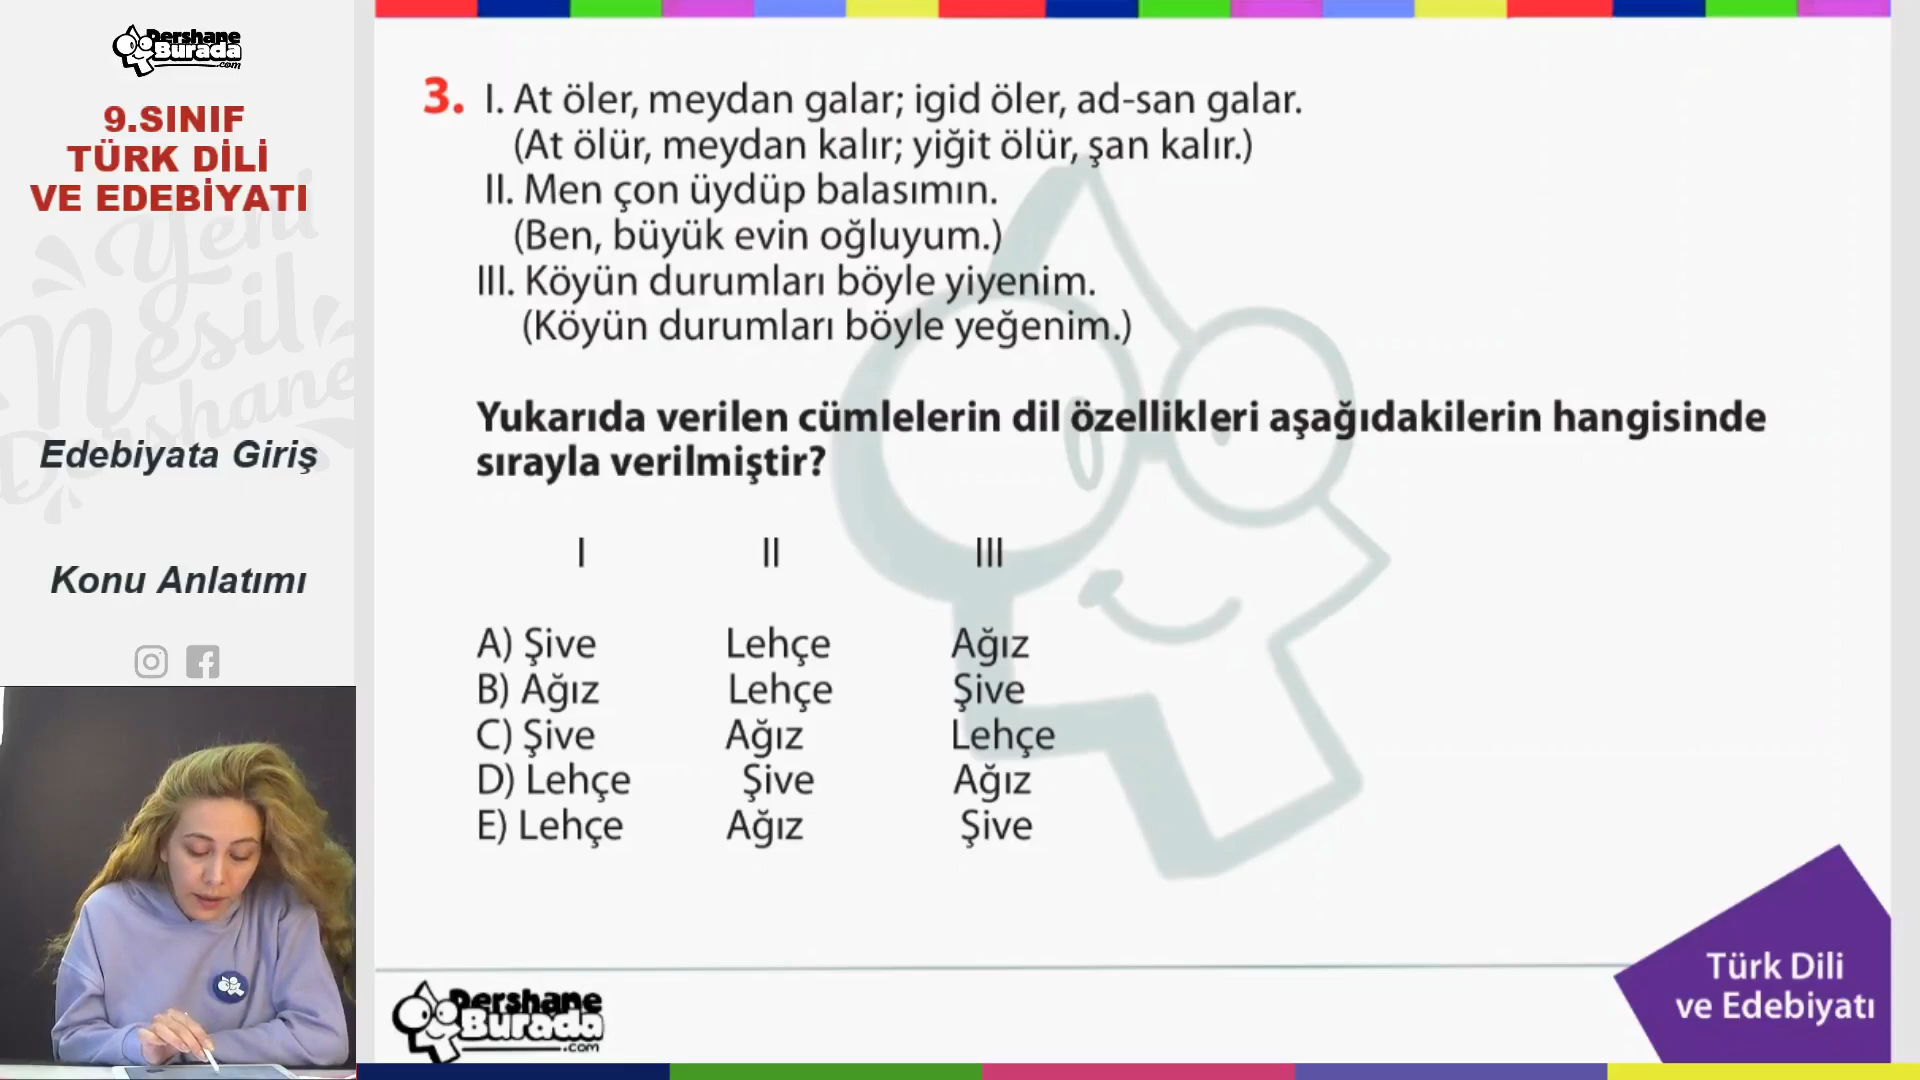 Dershane
Burada
.com
9.SINIF
TÜRK DİLİ
VE EDEBİYATI
Yeni
Nesil
Dershane
Edebiyata Giriş
Konu Anlatımı
3. I. At öler, meydan galar; igid öler, ad-san galar.
(At ölür, meydan kalır; yiğit ölür, şan kalır.)
II. Men çon üydüp balasımın.
(Ben, büyük evin oğluyum.)
III. Köyün durumları böyle yiyenim.
(Köyün durumları böyle yeğenim.)
Yukarıda verilen cümlelerin dil özellikleri aşağıdakilerin hangisinde
sırayla verilmiştir?
I II III
A) Şive Lehçe Ağız
B) Ağız Lehçe Şive
C) Şive Ağız Lehçe
D) Lehçe Şive Ağız
E) Lehçe Ağız Şive
Dershane
Burada
.com
Türk Dili
ve Edebiyatı